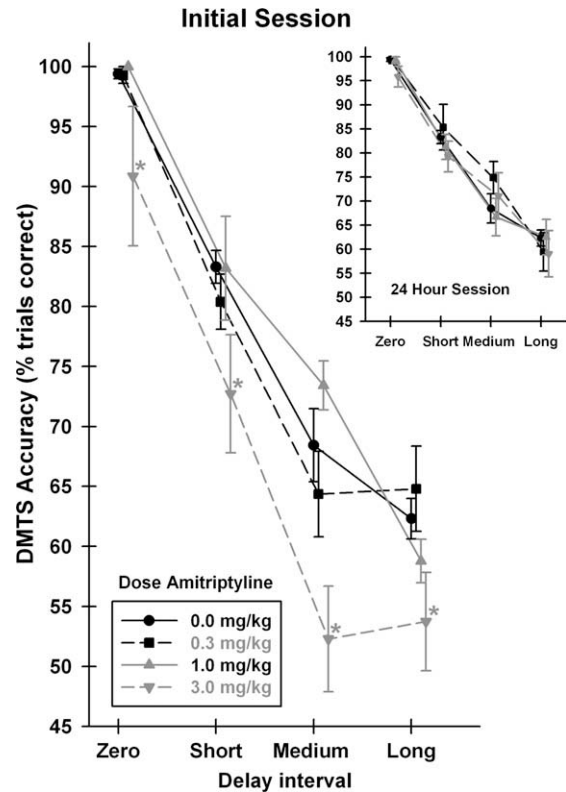 Initial Session
DMTS Accuracy (% trials correct)
100
95
90
85
80
75
70
65
60
55
50
45
Zero Short Medium Long
Delay interval
*
*
*
*
Dose Amitriptyline
0.0 mg/kg
0.3 mg/kg
1.0 mg/kg
3.0 mg/kg
100
95
90
85
80
75
70
65
60
55
50
45
24 Hour Session
Zero Short Medium Long